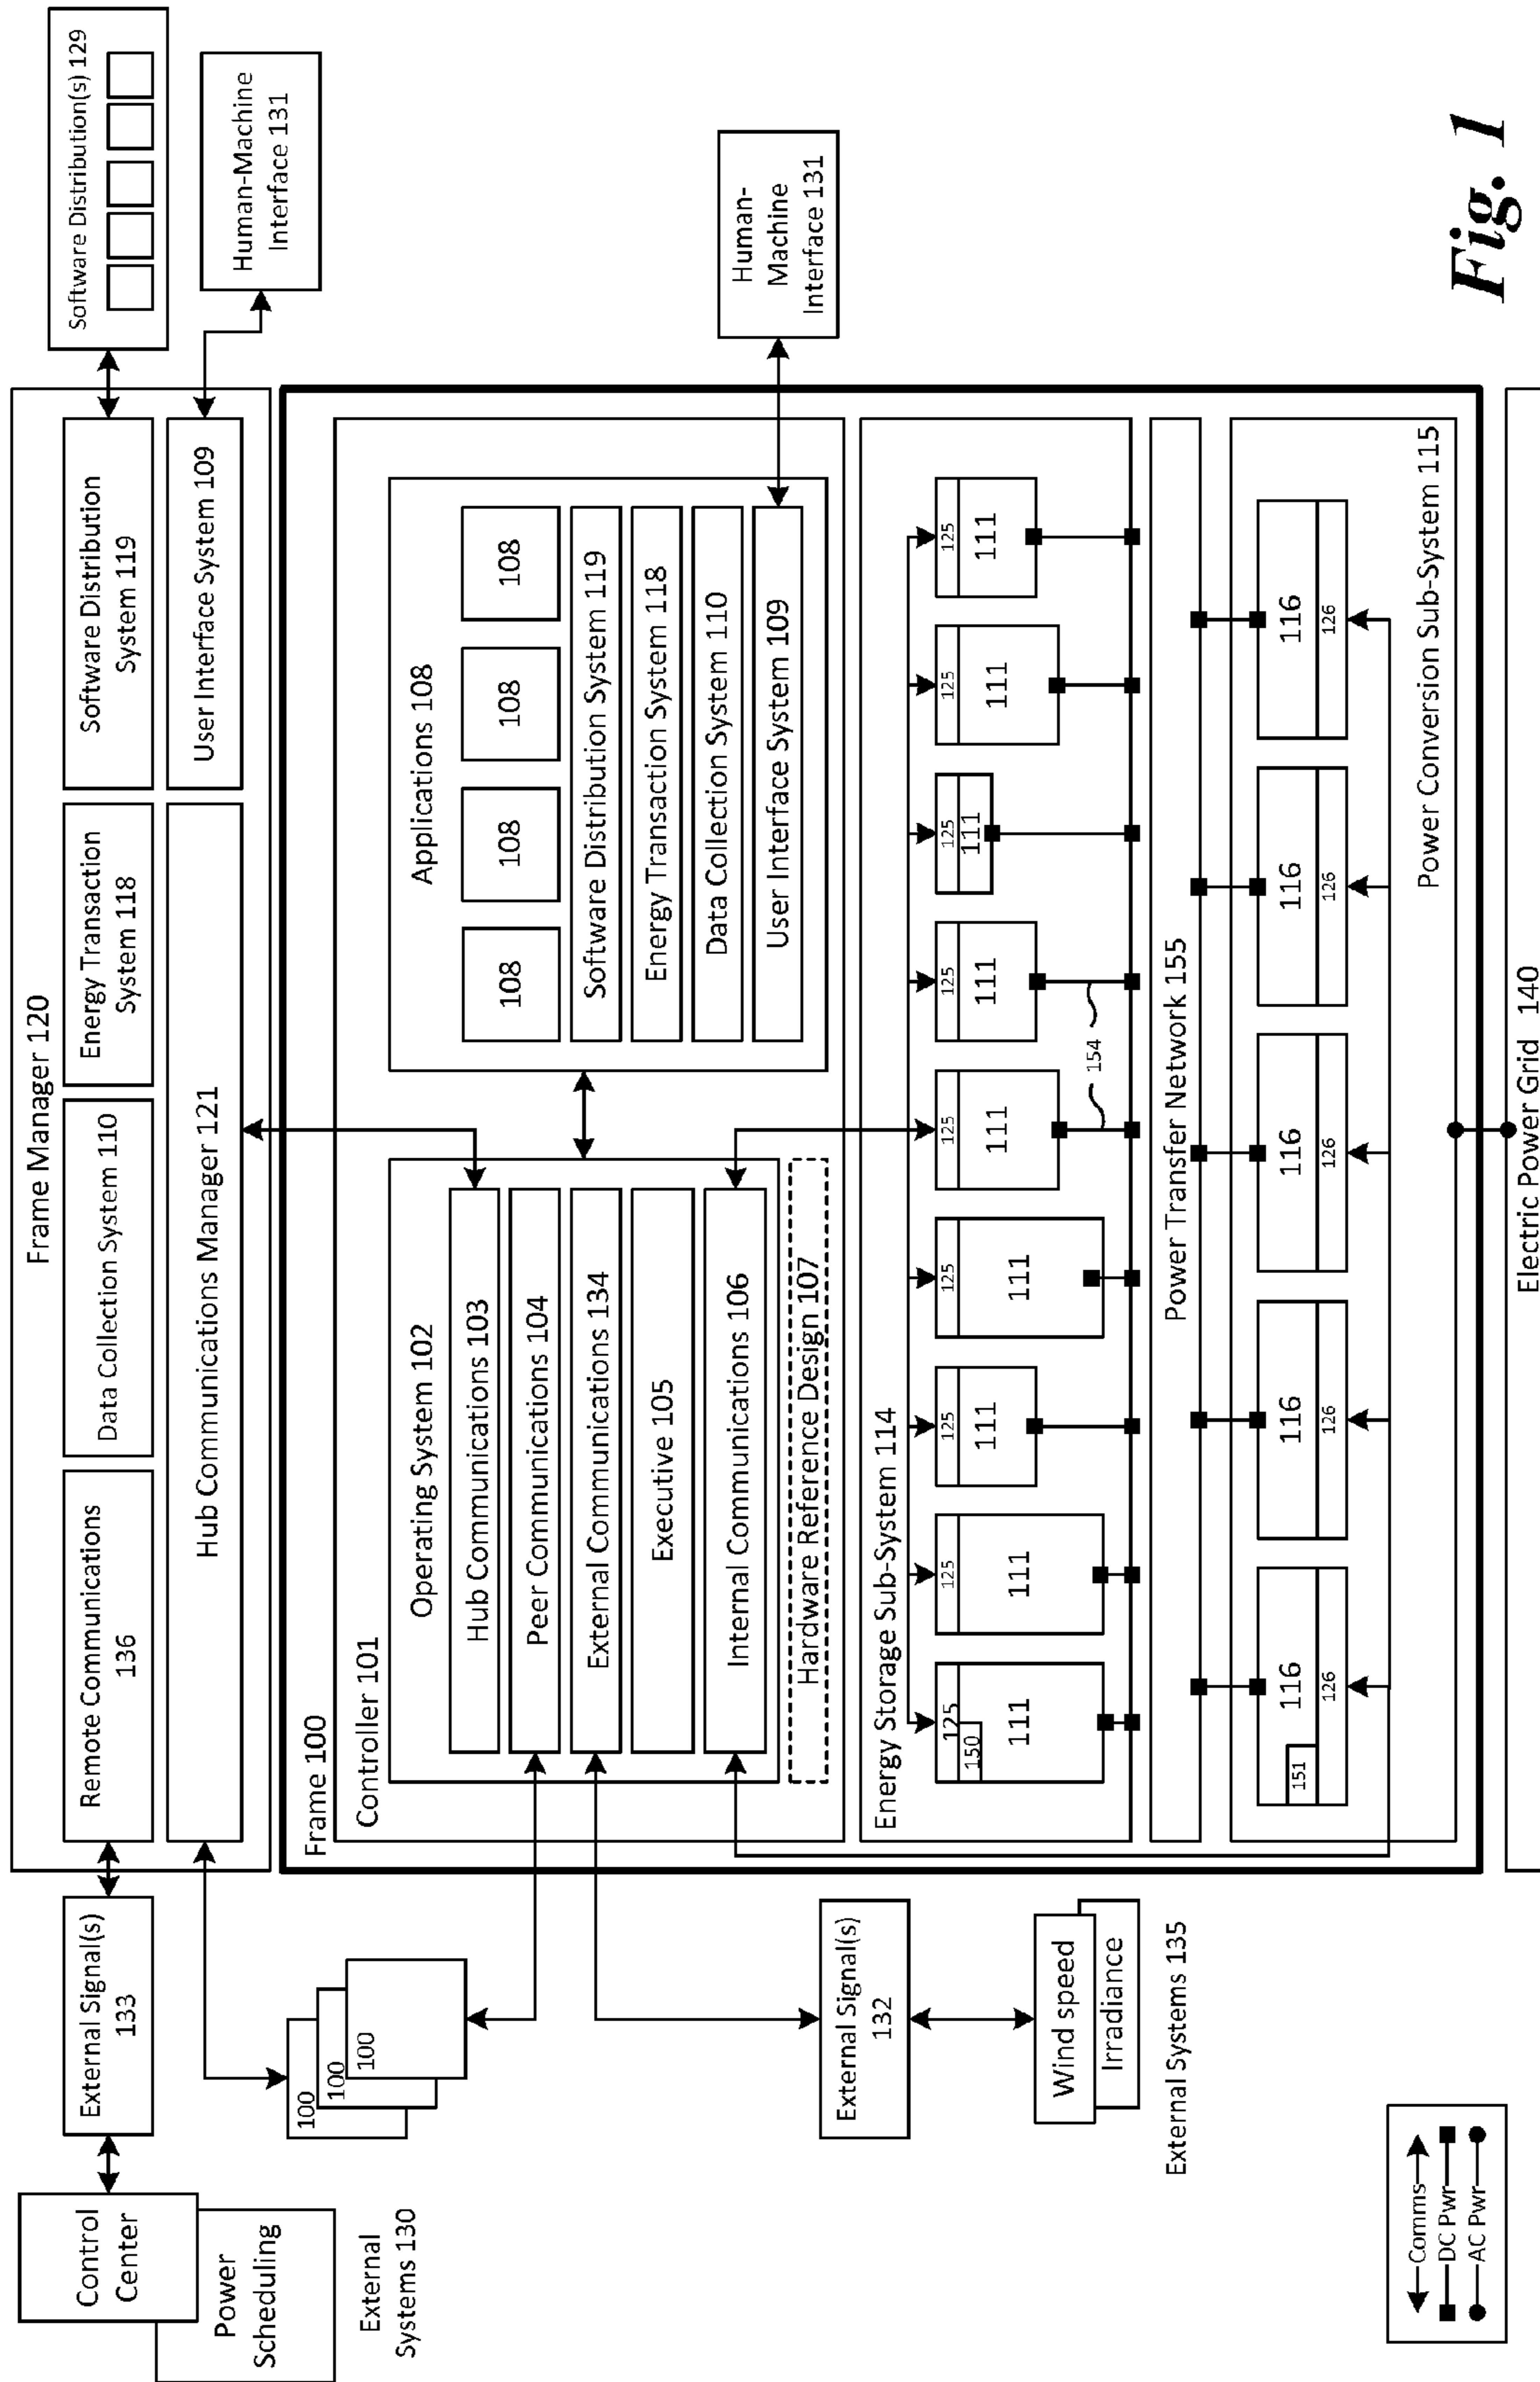 Control
Center
Power
Scheduling
External
Systems 130
External Signal(s)
133
Frame Manager 120
Remote Communications
136
Data Collection System 110
Energy Transaction
System 118
Software Distribution
System 119
Hub Communications Manager 121
User Interface System 109
Software Distribution(s) 129
Human-Machine
Interface 131
100
100
100
Frame 100
Controller 101
Operating System 102
Hub Communications 103
Peer Communications 104
External Communications 134
Executive 105
Internal Communications 106
Hardware Reference Design 107
Applications 108
108
108
108
108
Software Distribution System 119
Energy Transaction System 118
Data Collection System 110
User Interface System 109
Human-
Machine
Interface 131
External Signal(s)
132
Wind speed
Irradiance
External Systems 135
Energy Storage Sub-System 114
125
125
125
125
125
125
125
125
125
150
111
111
111
111
111
111
111
111
111
154
Power Transfer Network 155
151
116
116
116
116
116
126
126
126
126
126
Power Conversion Sub-System 115
Electric Power Grid 140
Comms
DC Pwr
AC Pwr
Fig. 1